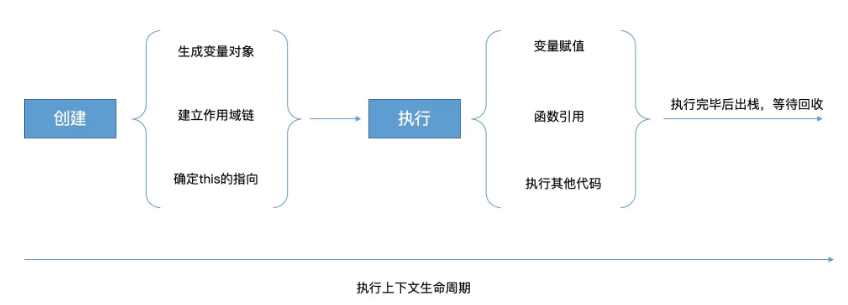 创建
生成变量对象
建立作用域链
确定this的指向
执行
变量赋值
函数引用
执行其他代码
执行完毕后出栈，等待回收
执行上下文生命周期